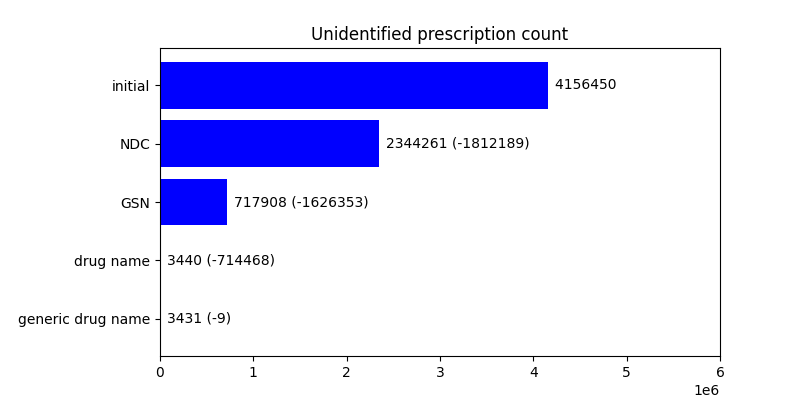 Unidentified prescription count
initial 4156450
NDC 2344261 (-1812189)
GSN 717908 (-1626353)
drug name 3440 (-714468)
generic drug name 3431 (-9)
0 1 2 3 4 5 6
1e6